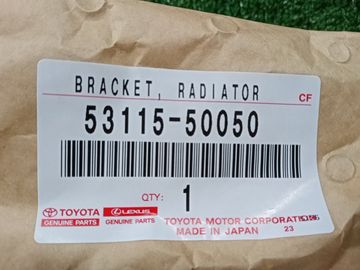 BRACKET, RADIATOR
CF
53115-50050
QTY:
1
TOYOTA
GENUINE PARTS
LEXUS
GENUINE PARTS
TOYOTA MOTOR CORPORATION
MADE IN JAPAN
23